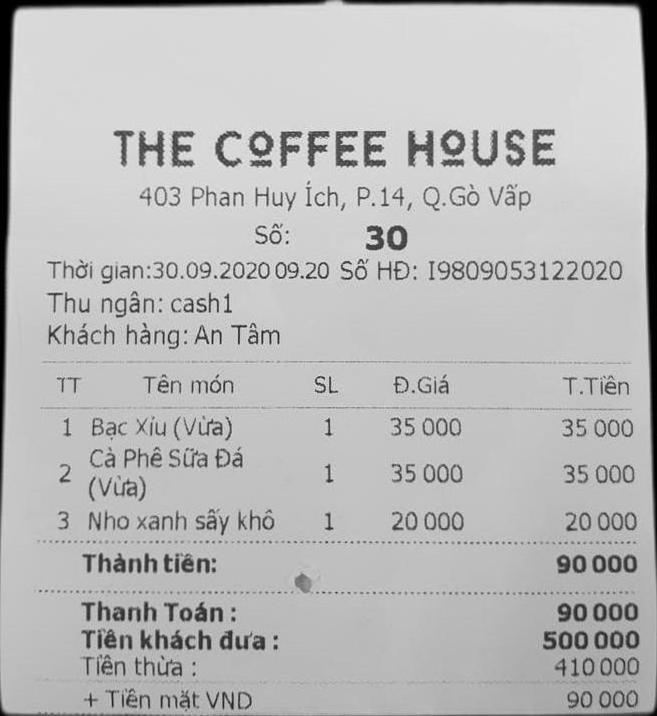 THE COFFEE HOUSE
403 Phan Huy Ích, P.14, Q.Gò Vấp
Số: 30
Thời gian:30.09.2020 09.20 Số HĐ: I9809053122020
Thu ngân: cash1
Khách hàng: An Tâm
TT Tên món SL Đ.Giá T.Tiền
1 Bạc Xíu (Vừa) 1 35 000 35 000
2 Cà Phê Sữa Đá (Vừa) 1 35 000 35 000
3 Nho xanh sấy khô 1 20 000 20 000
Thành tiền: 90 000
Thanh Toán : 90 000
Tiền khách đưa : 500 000
Tiền thừa : 410 000
+ Tiền mặt VND 90 000